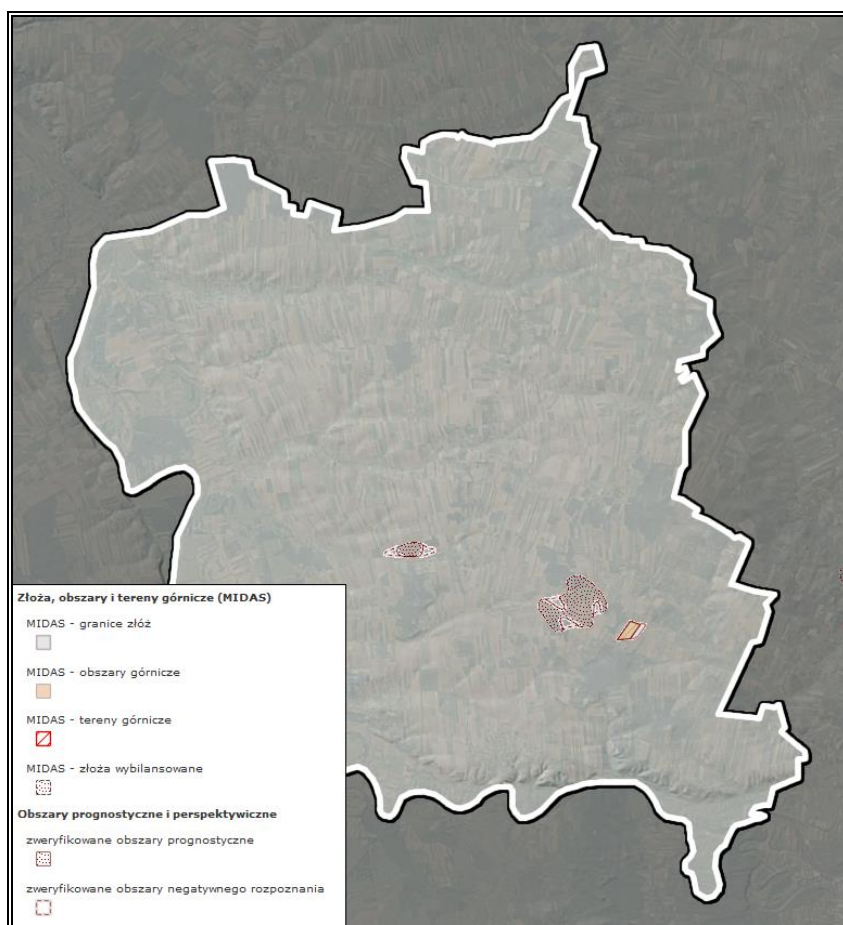 Złoża, obszary i tereny górnicze (MIDAS)
MIDAS - granice złóż
MIDAS - obszary górnicze
MIDAS - tereny górnicze
MIDAS - złoża wybilansowane
Obszary prognostyczne i perspektywiczne
zweryfikowane obszary prognostyczne
zweryfikowane obszary negatywnego rozpoznania